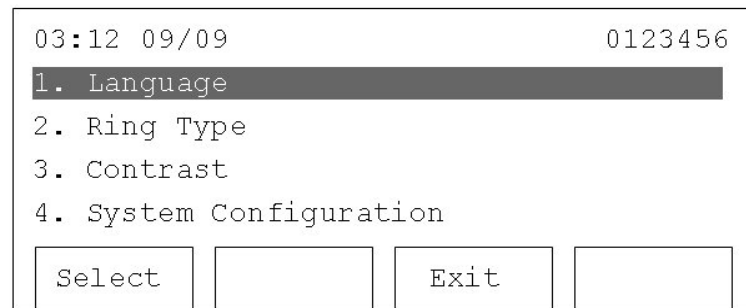 03:12 09/09 0123456
1. Language
2. Ring Type
3. Contrast
4. System Configuration
Select Exit